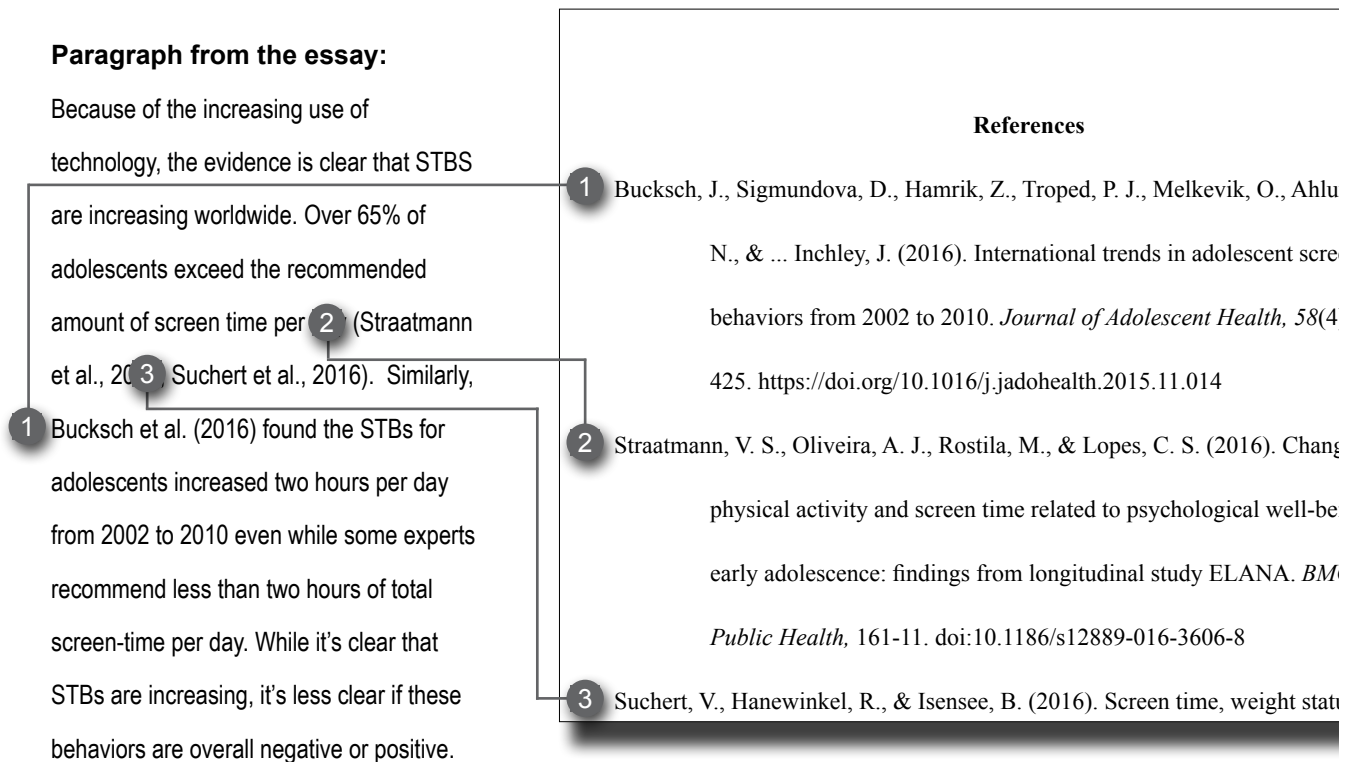 Paragraph from the essay:
Because of the increasing use of
technology, the evidence is clear that STBS
are increasing worldwide. Over 65% of
adolescents exceed the recommended
amount of screen time per 2 (Straatmann
et al., 20 3 Suchert et al., 2016). Similarly,
1 Bucksch et al. (2016) found the STBs for
adolescents increased two hours per day
from 2002 to 2010 even while some experts
recommend less than two hours of total
screen-time per day. While it’s clear that
STBs are increasing, it’s less clear if these
behaviors are overall negative or positive.
References
1 Bucksch, J., Sigmundova, D., Hamrik, Z., Troped, P. J., Melkevik, O., Ahlu
N., & ... Inchley, J. (2016). International trends in adolescent scre
behaviors from 2002 to 2010. Journal of Adolescent Health, 58(4
425. https://doi.org/10.1016/j.jadohealth.2015.11.014
2 Straatmann, V. S., Oliveira, A. J., Rostila, M., & Lopes, C. S. (2016). Chang
physical activity and screen time related to psychological well-be
early adolescence: findings from longitudinal study ELANA. BM
Public Health, 161-11. doi:10.1186/s12889-016-3606-8
3 Suchert, V., Hanewinkel, R., & Isensee, B. (2016). Screen time, weight statu